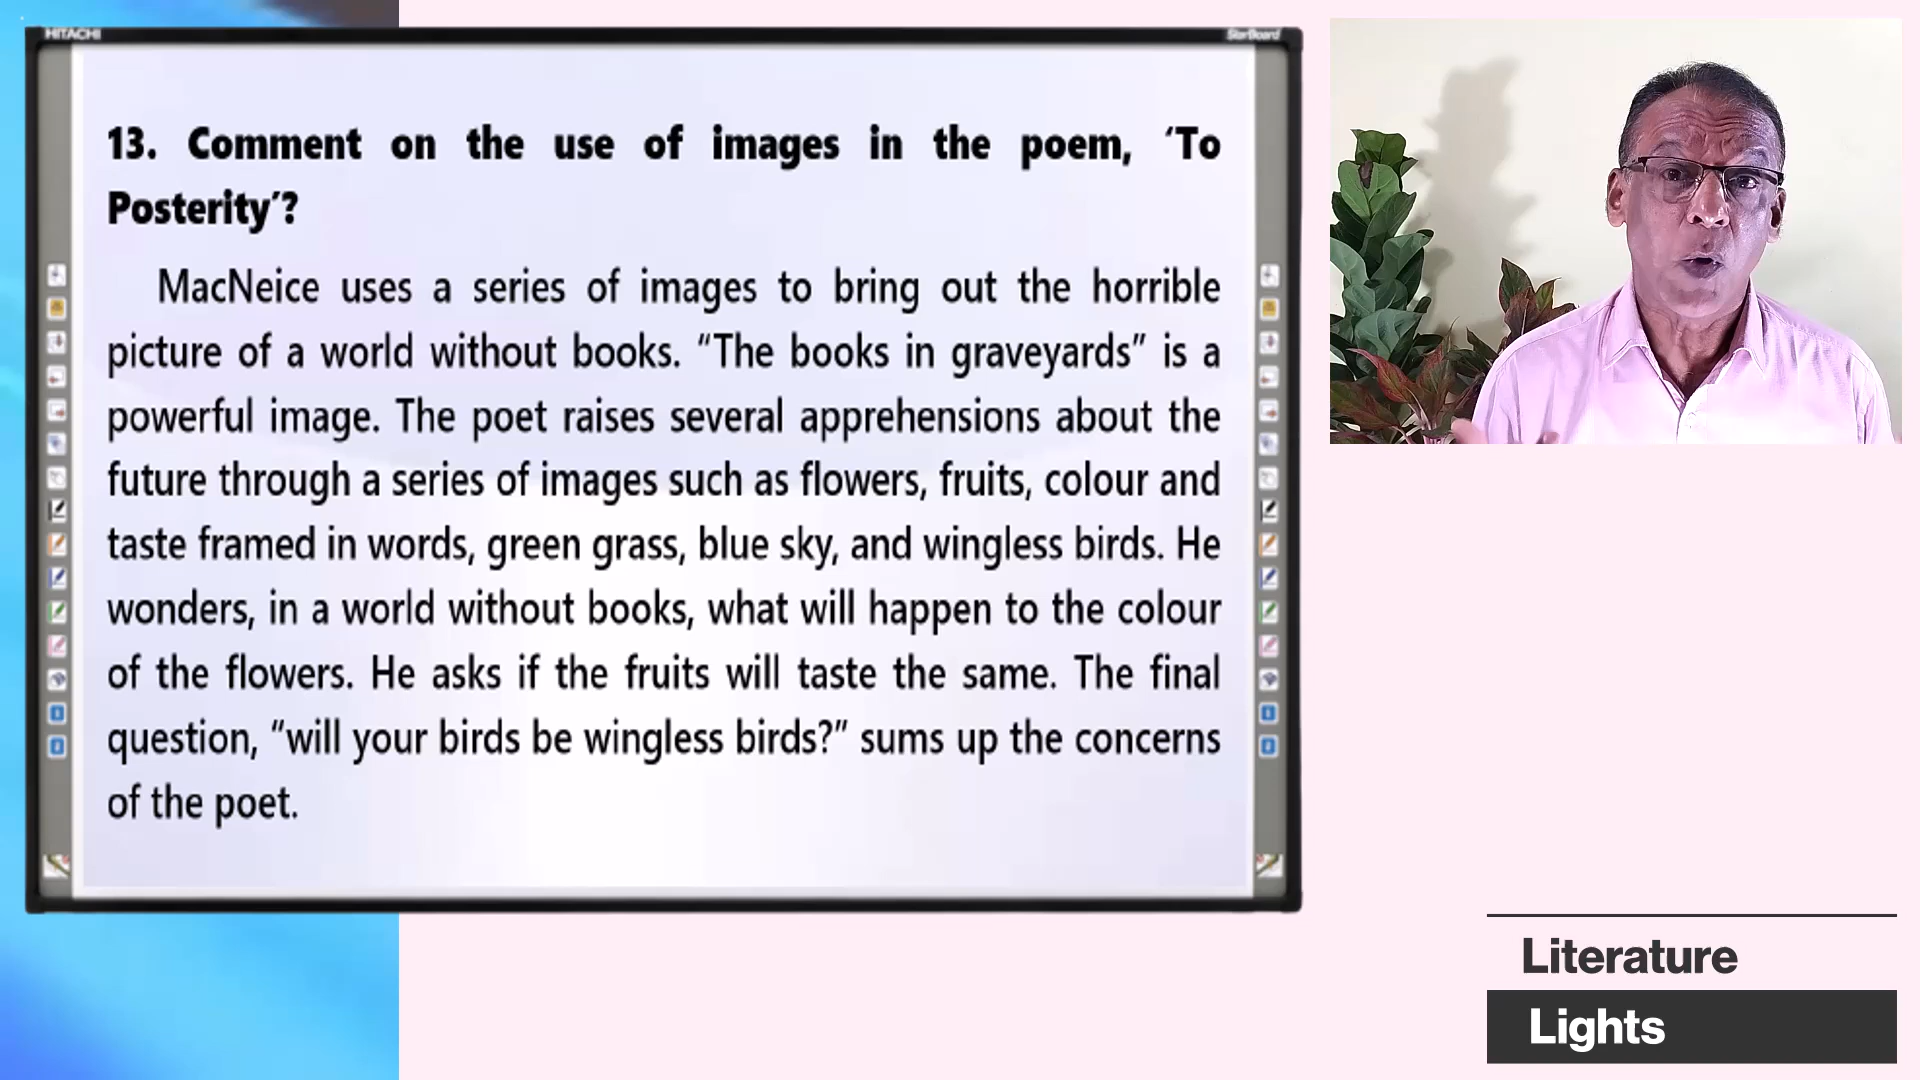 HITACHI
StarBoard
13. Comment on the use of images in the poem, ‘To
Posterity’?
MacNeice uses a series of images to bring out the horrible
picture of a world without books. “The books in graveyards” is a
powerful image. The poet raises several apprehensions about the
future through a series of images such as flowers, fruits, colour and
taste framed in words, green grass, blue sky, and wingless birds. He
wonders, in a world without books, what will happen to the colour
of the flowers. He asks if the fruits will taste the same. The final
question, “will your birds be wingless birds?” sums up the concerns
of the poet.
Literature
Lights